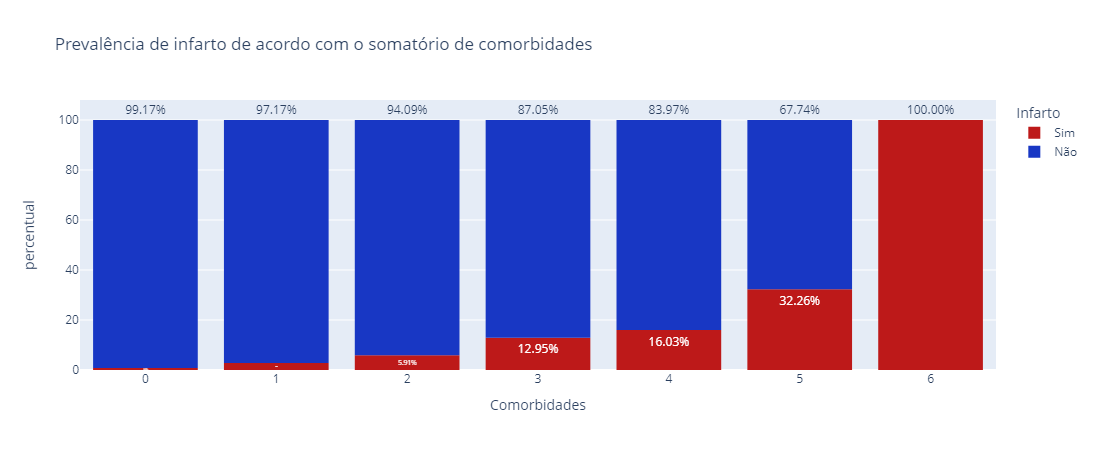 Prevalência de infarto de acordo com o somatório de comorbidades
99.17% 97.17% 94.09% 87.05% 83.97% 67.74% 100.00%
Infarto
Sim
Não
100
80
60
40
20
0
percentual
5.91%
12.95%
16.03%
32.26%
0 1 2 3 4 5 6
Comorbidades